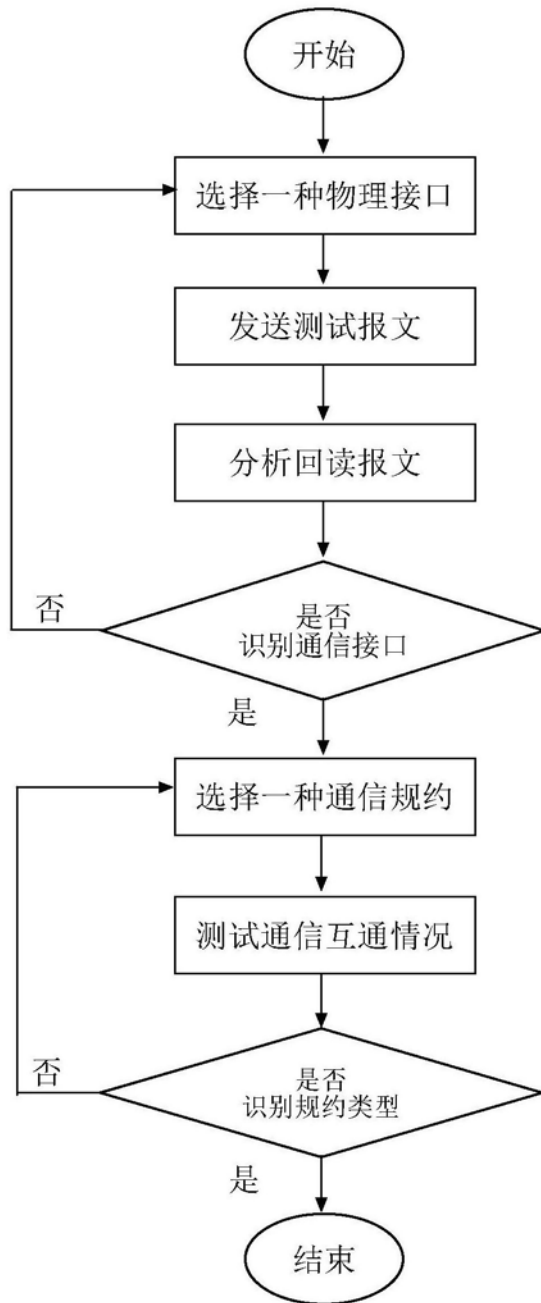 开始
选择一种物理接口
发送测试报文
分析回读报文
是否
识别通信接口
否
是
选择一种通信规约
测试通信互通情况
是否
识别规约类型
否
是
结束